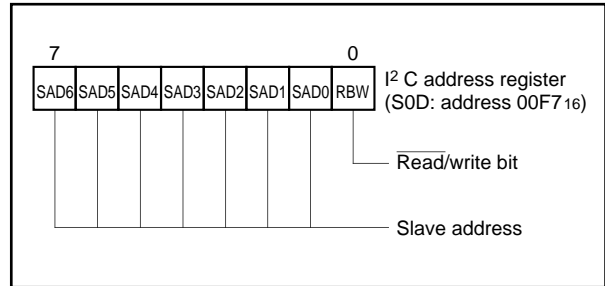 7 0
SAD6 SAD5 SAD4 SAD3 SAD2 SAD1 SAD0 RBW
I2 C address register
(S0D: address 00F716)
Read/write bit
Slave address